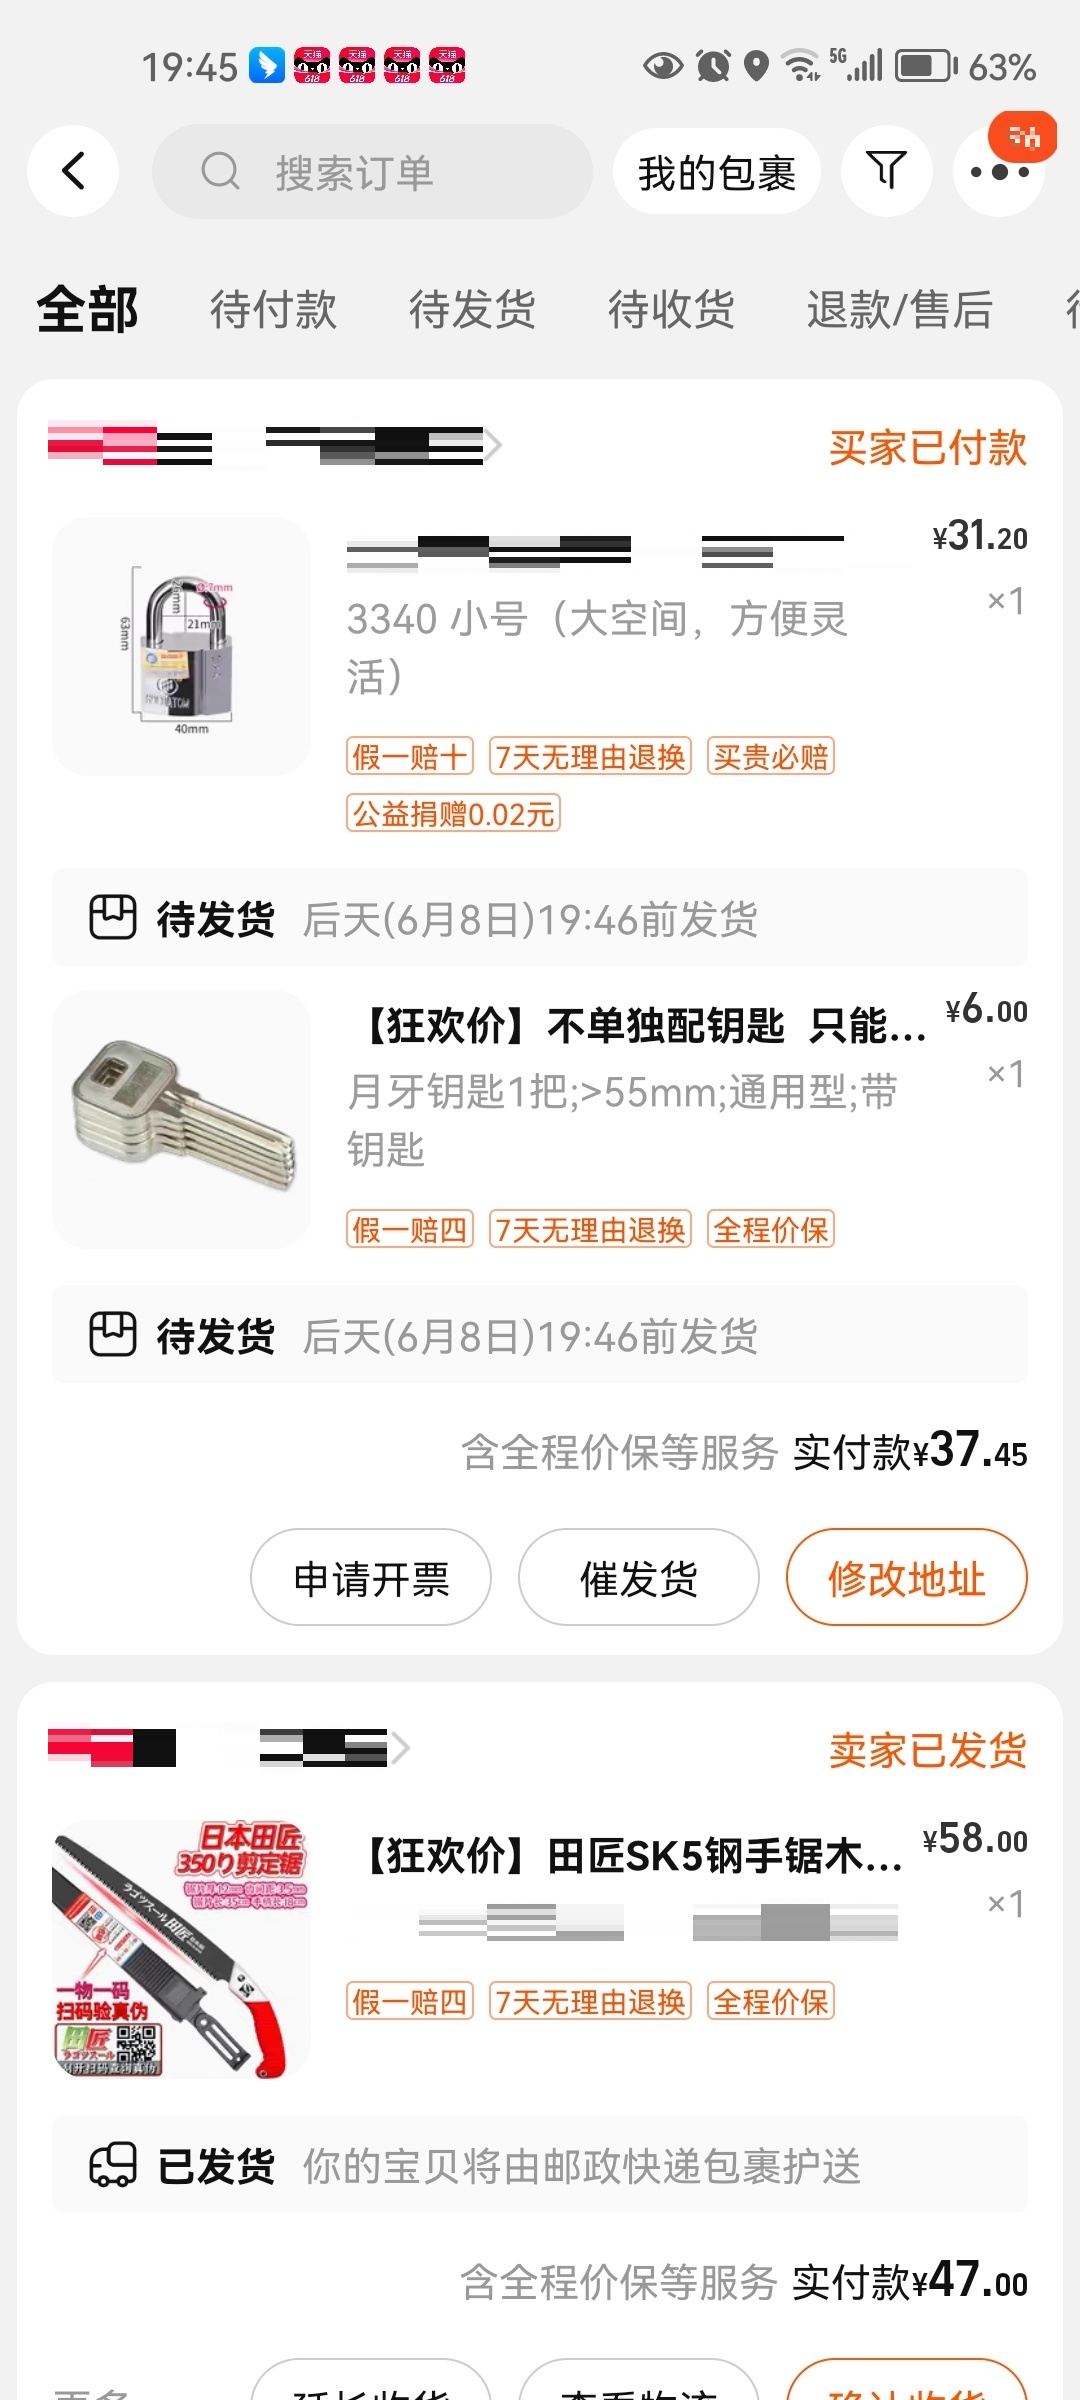 19:45
5G
63%
搜索订单
我的包裹
全部
待付款
待发货
待收货
退款/售后
买家已付款
¥31.20
×1
3340 小号（大空间，方便灵
活）
63mm
21mm
40mm
假一赔十
7天无理由退换
买贵必赔
公益捐赠0.02元
待发货 后天(6月8日)19:46前发货
【狂欢价】不单独配钥匙 只能...
¥6.00
月牙钥匙1把;>55mm;通用型;带
钥匙
×1
假一赔四
7天无理由退换
全程价保
待发货 后天(6月8日)19:46前发货
含全程价保等服务 实付款¥37.45
申请开票
催发货
修改地址
卖家已发货
日本田匠
350り剪定锯
一物一码
扫码验真伪
田匠
【狂欢价】田匠SK5钢手锯木...
¥58.00
×1
假一赔四
7天无理由退换
全程价保
已发货 你的宝贝将由邮政快递包裹护送
含全程价保等服务 实付款¥47.00